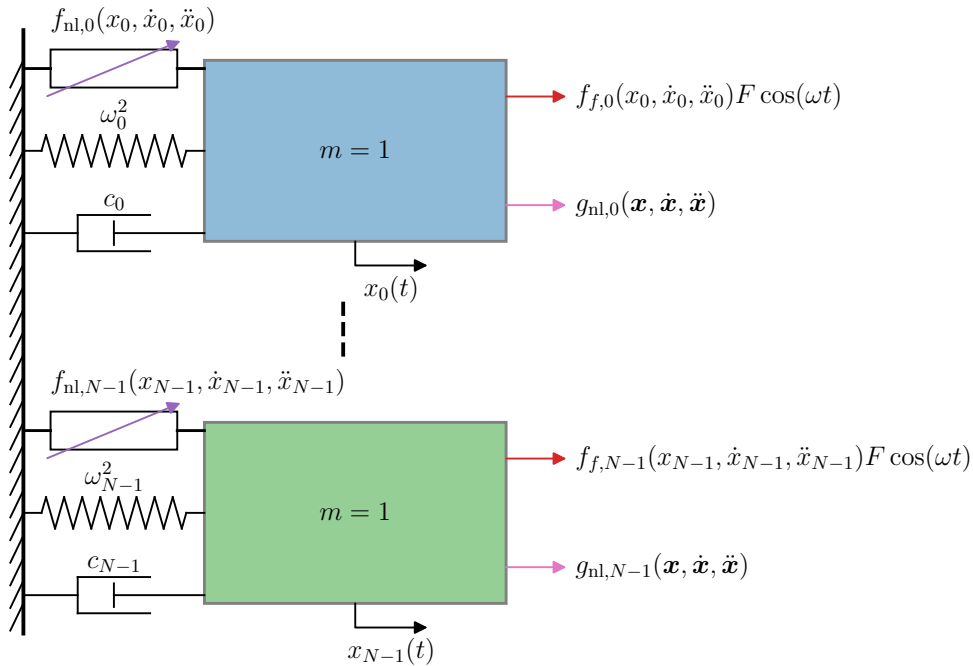 f_{nl,0}(x_0, ẋ_0, ẍ_0)
f_{f,0}(x_0, ẋ_0, ẍ_0)F cos(ωt)
ω_0^2
m = 1
c_0
g_{nl,0}(𝒙, 𝒙̇, 𝒙̈)
x_0(t)
f_{nl,N−1}(x_{N−1}, ẋ_{N−1}, ẍ_{N−1})
f_{f,N−1}(x_{N−1}, ẋ_{N−1}, ẍ_{N−1})F cos(ωt)
ω_{N−1}^2
m = 1
c_{N−1}
g_{nl,N−1}(𝒙, 𝒙̇, 𝒙̈)
x_{N−1}(t)